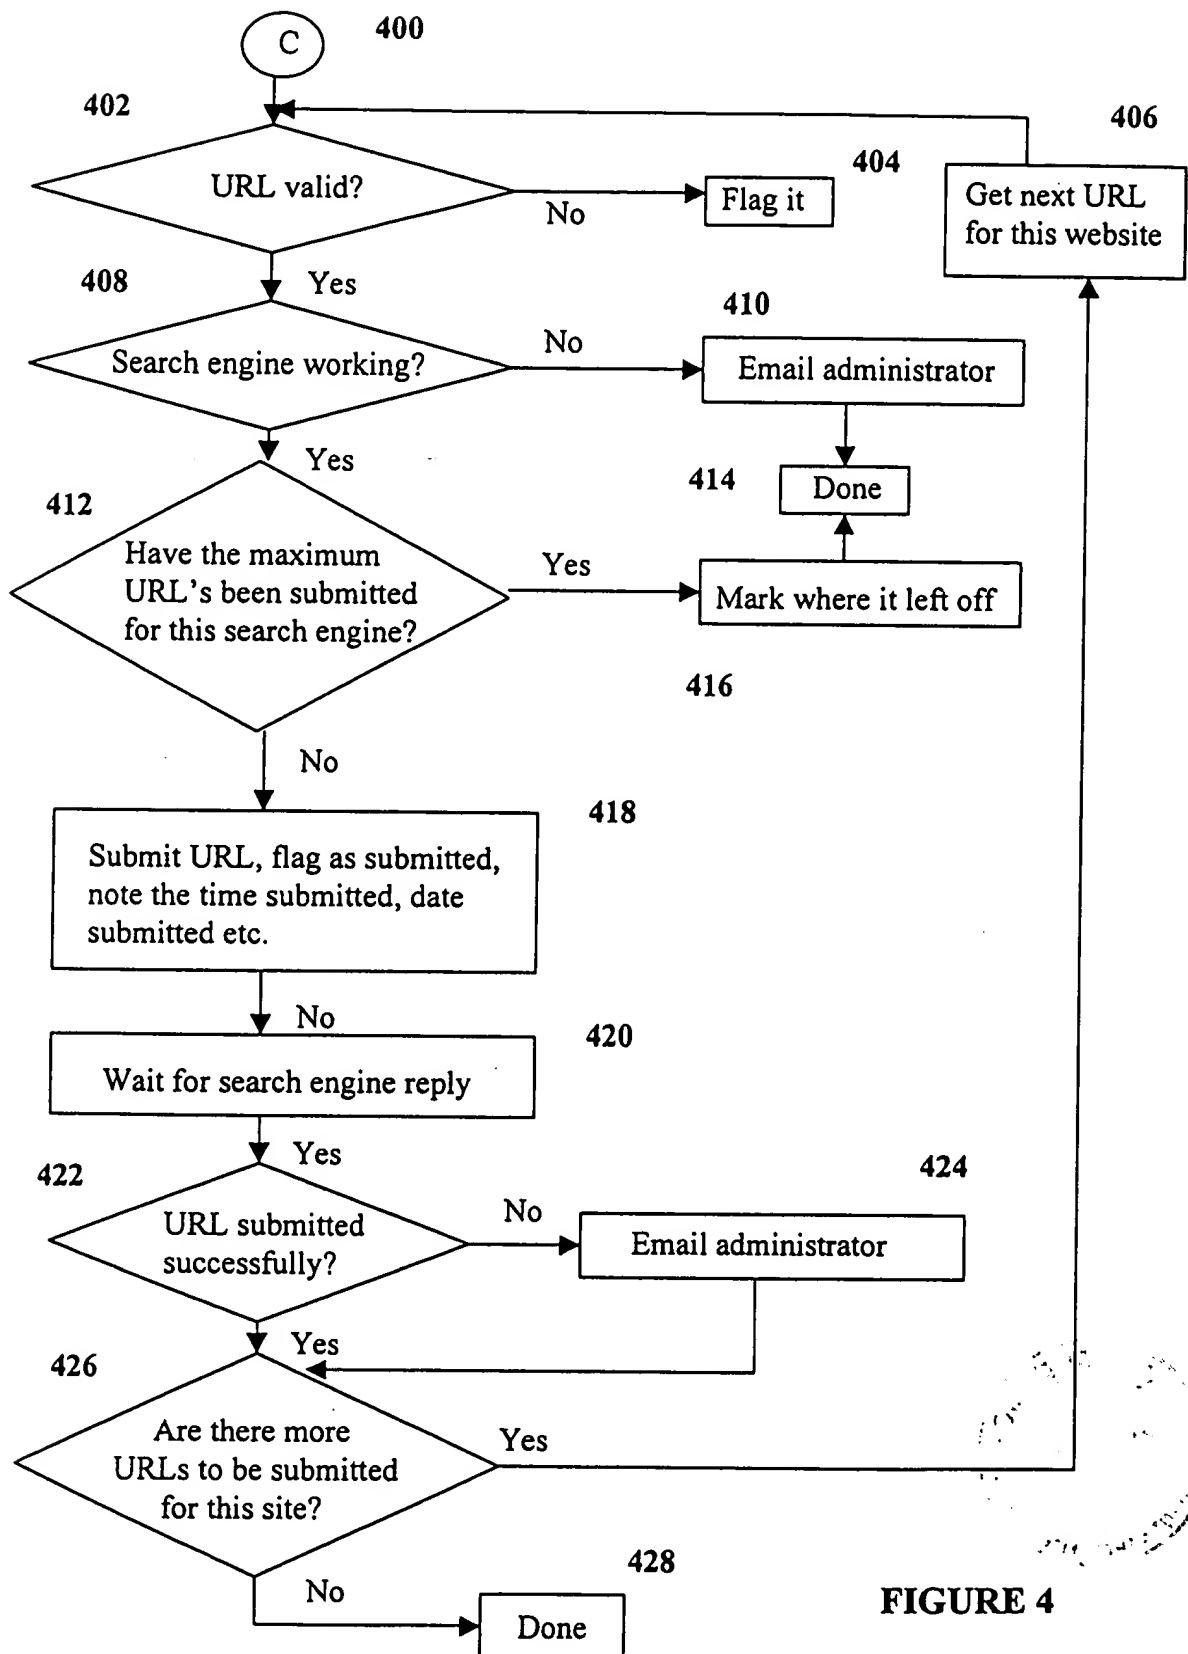 C
400
402
406
404
URL valid?
No
Flag it
Get next URL
for this website
408
Yes
410
Search engine working?
No
Email administrator
Yes
414
Done
412
Have the maximum
URL's been submitted
for this search engine?
Yes
Mark where it left off
416
No
418
Submit URL, flag as submitted,
note the time submitted, date
submitted etc.
No
420
Wait for search engine reply
Yes
422
424
URL submitted
successfully?
No
Email administrator
Yes
426
Are there more
URLs to be submitted
for this site?
Yes
No
428
Done
FIGURE 4